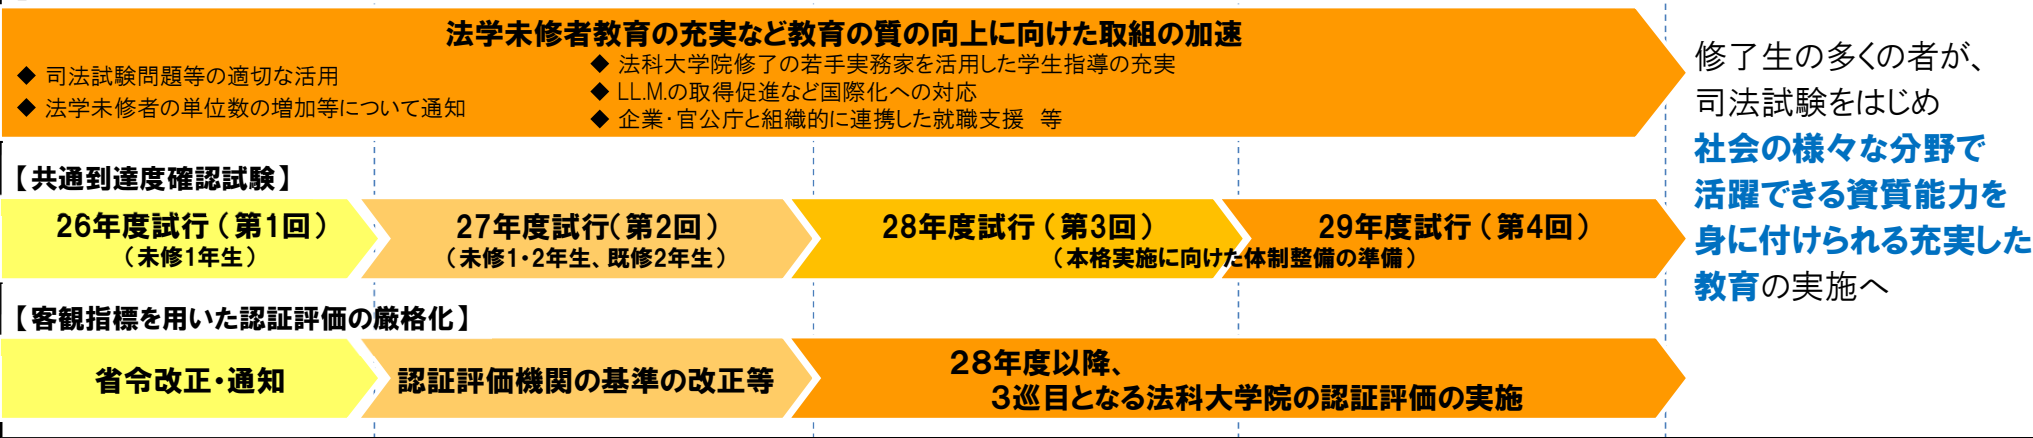 法学未修者教育の充実など教育の質の向上に向けた取組の加速
◆ 司法試験問題等の適切な活用
◆ 法学未修者の単位数の増加等について通知
◆ 法科大学院修了の若手実務家を活用した学生指導の充実
◆ LL.M.の取得促進など国際化への対応
◆ 企業・官公庁と組織的に連携した就職支援 等
【共通到達度確認試験】
26年度試行（第1回）
（未修1年生）
27年度試行（第2回）
（未修1・2年生、既修2年生）
28年度試行（第3回）
29年度試行（第4回）
（本格実施に向けた体制整備の準備）
【客観指標を用いた認証評価の厳格化】
省令改正・通知
認証評価機関の基準の改正等
２８年度以降、
３巡目となる法科大学院の認証評価の実施
修了生の多くの者が、
司法試験をはじめ
社会の様々な分野で
活躍できる資質能力を
身に付けられる充実した
教育の実施へ